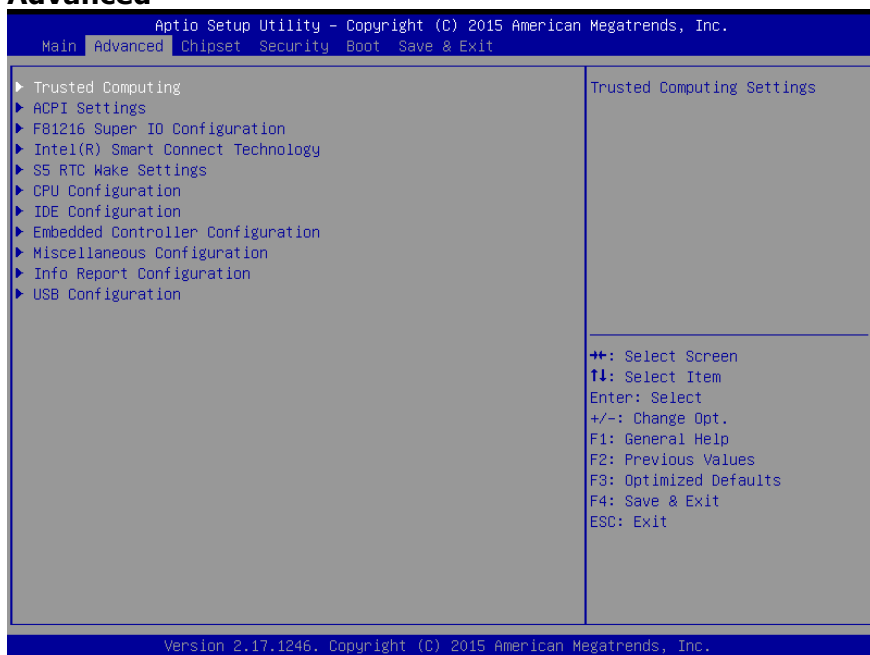 Advanced
Aptio Setup Utility – Copyright (C) 2015 American Megatrends, Inc.
Main Advanced Chipset Security Boot Save & Exit
▶ Trusted Computing
▶ ACPI Settings
▶ F81216 Super IO Configuration
▶ Intel(R) Smart Connect Technology
▶ S5 RTC Wake Settings
▶ CPU Configuration
▶ IDE Configuration
▶ Embedded Controller Configuration
▶ Miscellaneous Configuration
▶ Info Report Configuration
▶ USB Configuration
Trusted Computing Settings
→←: Select Screen
↑↓: Select Item
Enter: Select
+/-: Change Opt.
F1: General Help
F2: Previous Values
F3: Optimized Defaults
F4: Save & Exit
ESC: Exit
Version 2.17.1246. Copyright (C) 2015 American Megatrends, Inc.